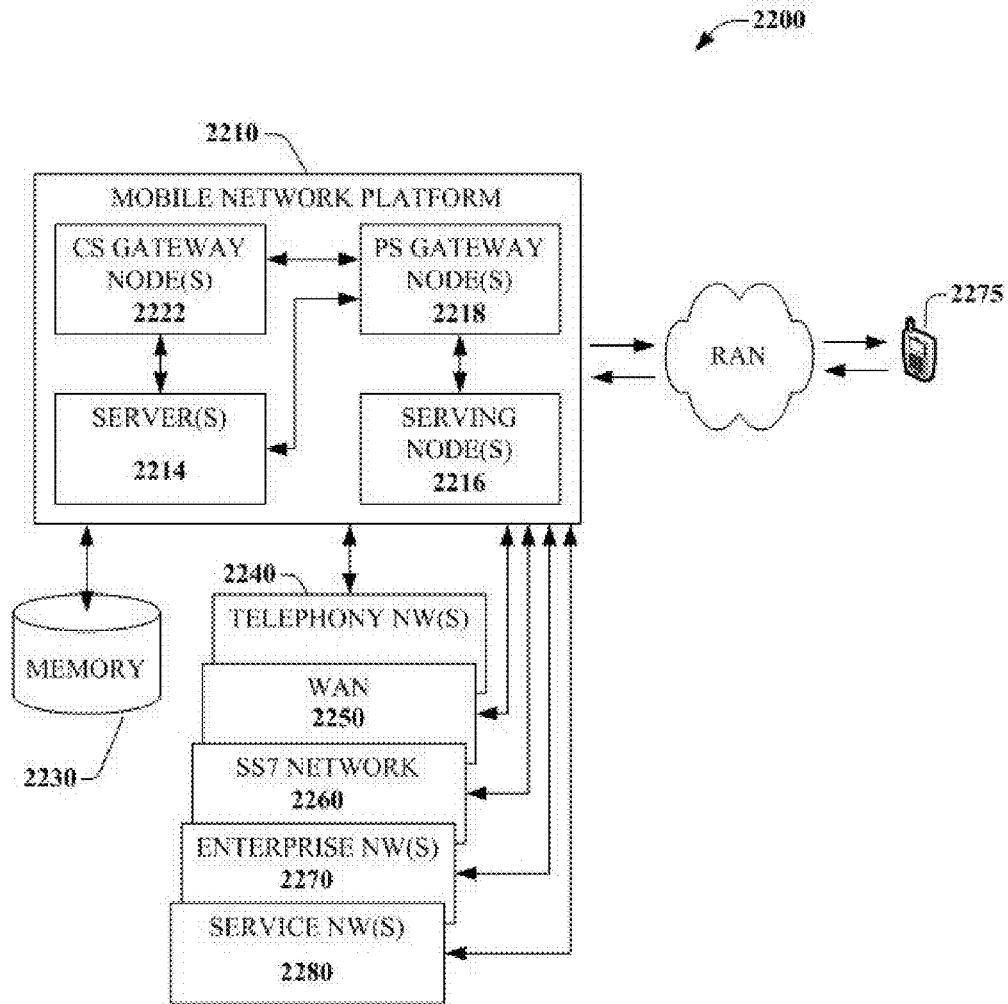 2200
2210
MOBILE NETWORK PLATFORM
CS GATEWAY
NODE(S)
2222
PS GATEWAY
NODE(S)
2218
SERVER(S)
2214
SERVING
NODE(S)
2216
RAN
2275
2240
TELEPHONY NW(S)
MEMORY
2230
WAN
2250
SS7 NETWORK
2260
ENTERPRISE NW(S)
2270
SERVICE NW(S)
2280